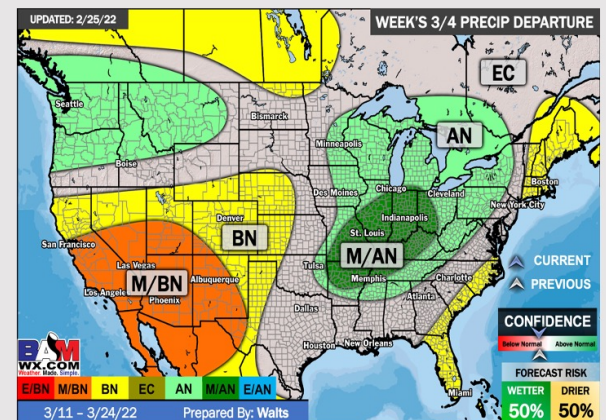 UPDATED: 2/25/22
WEEK'S 3/4 PRECIP DEPARTURE
EC
Seattle
Bismarck
AN
Minneapolis
Boise
Boston
Des Moines
Chicago
Cleveland
New York City
Indianapolis
Denver
St. Louis
San Francisco
BN
M/AN
Las Vegas
CURRENT
Tulsa
Memphis
Charlotte
Los Angele
M/BN
Albuquerque
PREVIOUS
Phoenix
Atlanta
Dallas
CONFIDENCE
Houston
New Orleans
Below Normal
Above Normal
BAM
WX.COM
Weather. Made. Simple.
FORECAST RISK
E/BN M/BN BN EC AN M/AN E/AN
Miami
WETTER DRIER
3/11 – 3/24/22 Prepared By: Walts
50% 50%